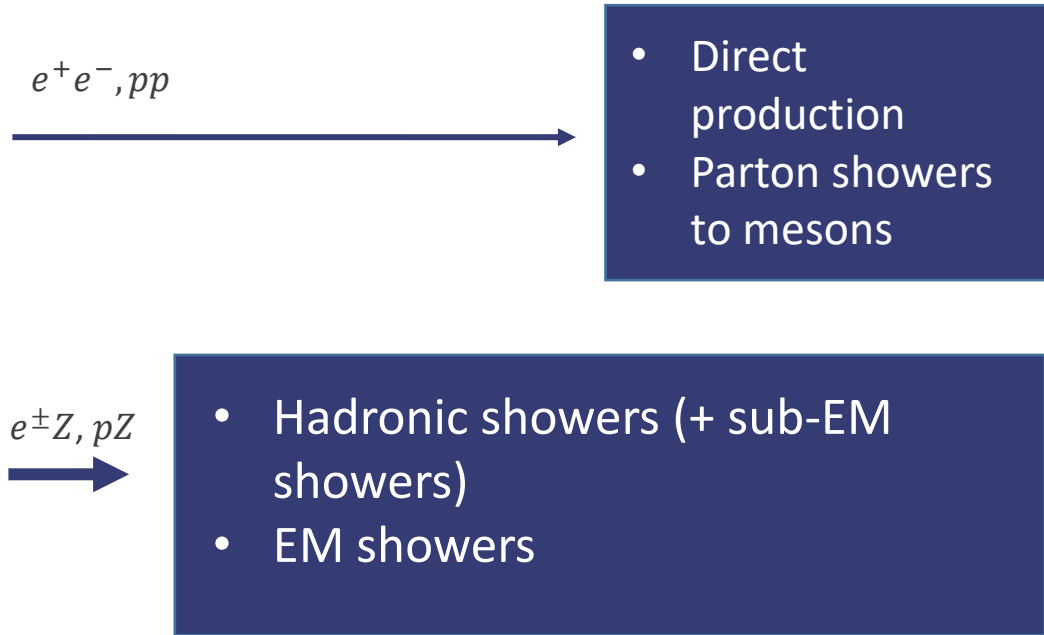 e⁺e⁻, pp
• Direct
production
• Parton showers
to mesons
e±Z, pZ
• Hadronic showers (+ sub-EM
showers)
• EM showers